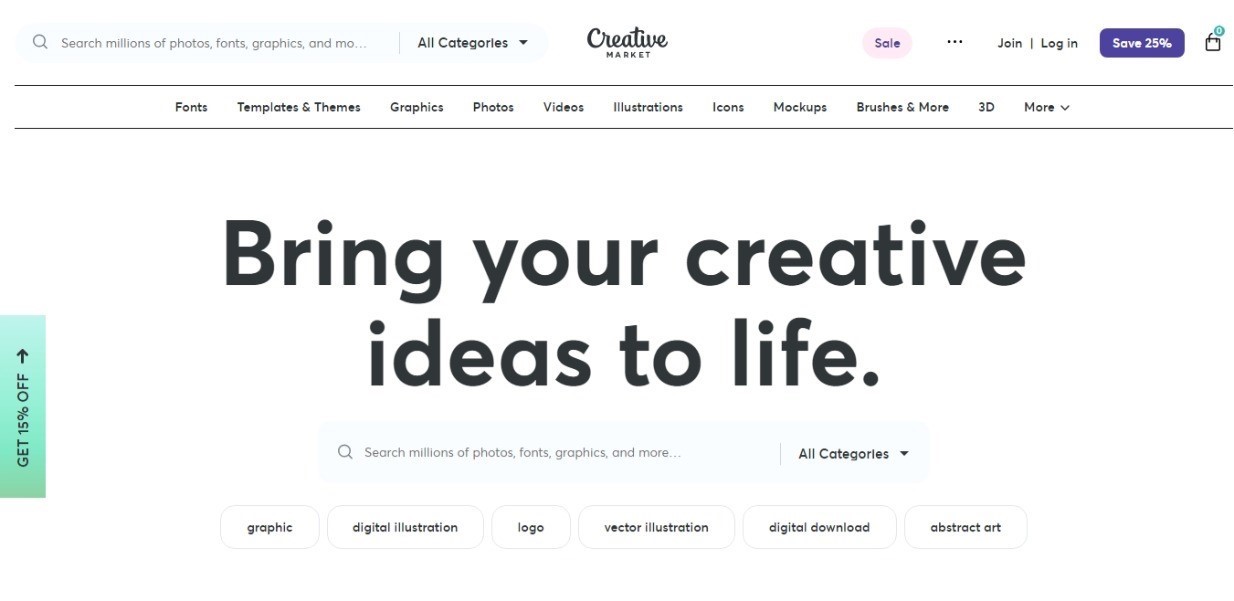 Search millions of photos, fonts, graphics, and mo...
All Categories
Creative
MARKET
Sale
...
Join | Log in
Save 25%
0
Fonts
Templates & Themes
Graphics
Photos
Videos
Illustrations
Icons
Mockups
Brushes & More
3D
More
Bring your creative
ideas to life.
GET 15% OFF
Search millions of photos, fonts, graphics, and more...
All Categories
graphic
digital illustration
logo
vector illustration
digital download
abstract art